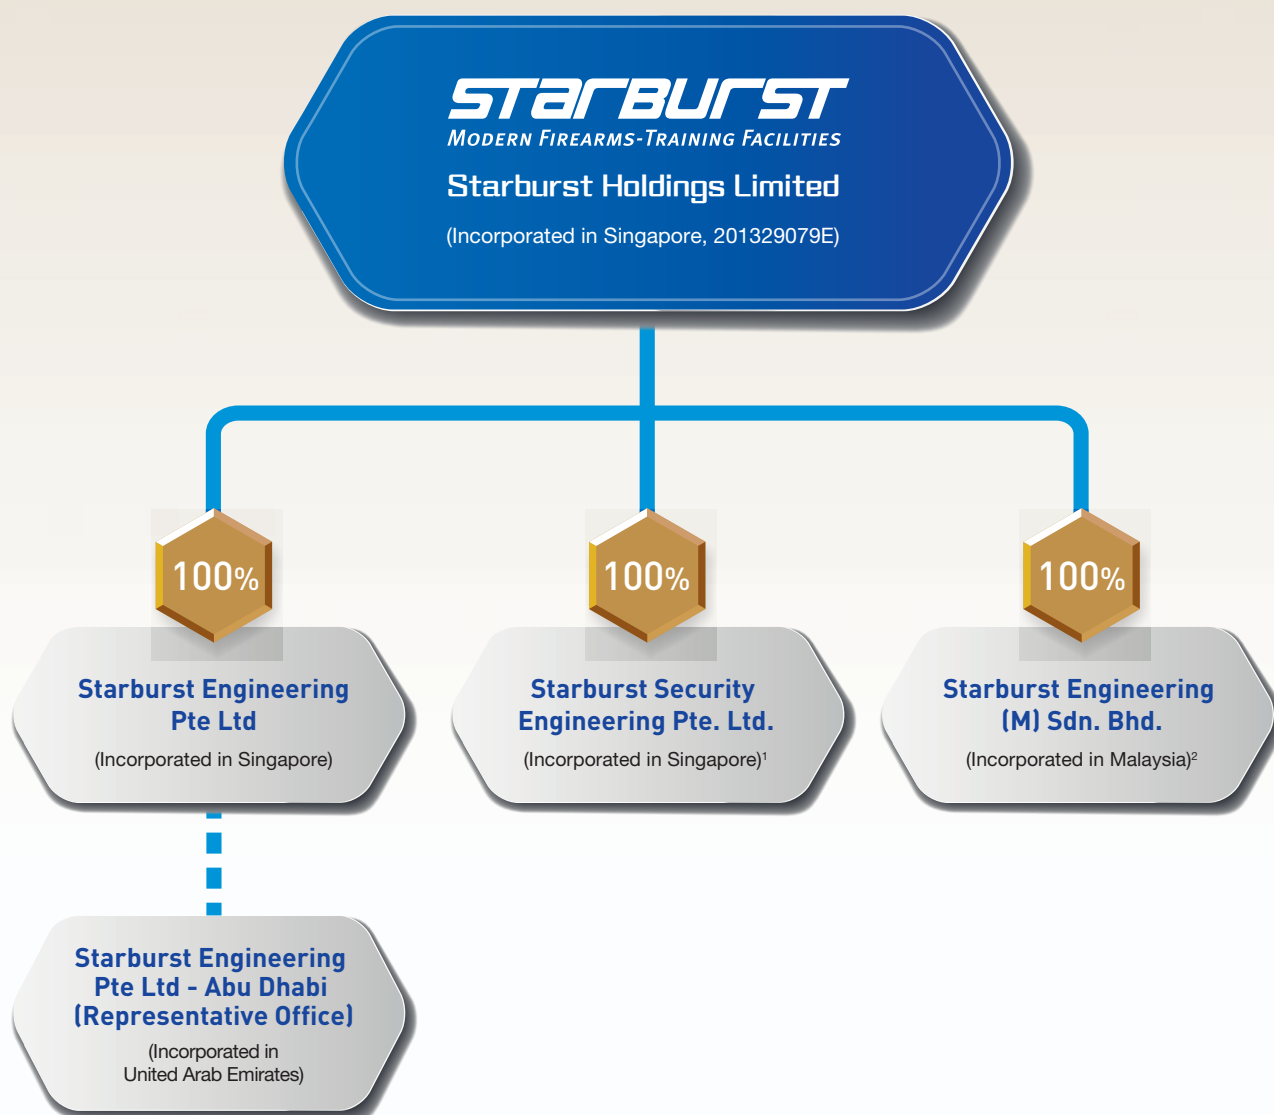 STARBURST
MODERN FIREARMS-TRAINING FACILITIES
Starburst Holdings Limited
(Incorporated in Singapore, 201329079E)
100%
100%
100%
Starburst Engineering
Pte Ltd
(Incorporated in Singapore)
Starburst Security
Engineering Pte. Ltd.
(Incorporated in Singapore)¹
Starburst Engineering
(M) Sdn. Bhd.
(Incorporated in Malaysia)²
Starburst Engineering
Pte Ltd - Abu Dhabi
(Representative Office)
(Incorporated in
United Arab Emirates)